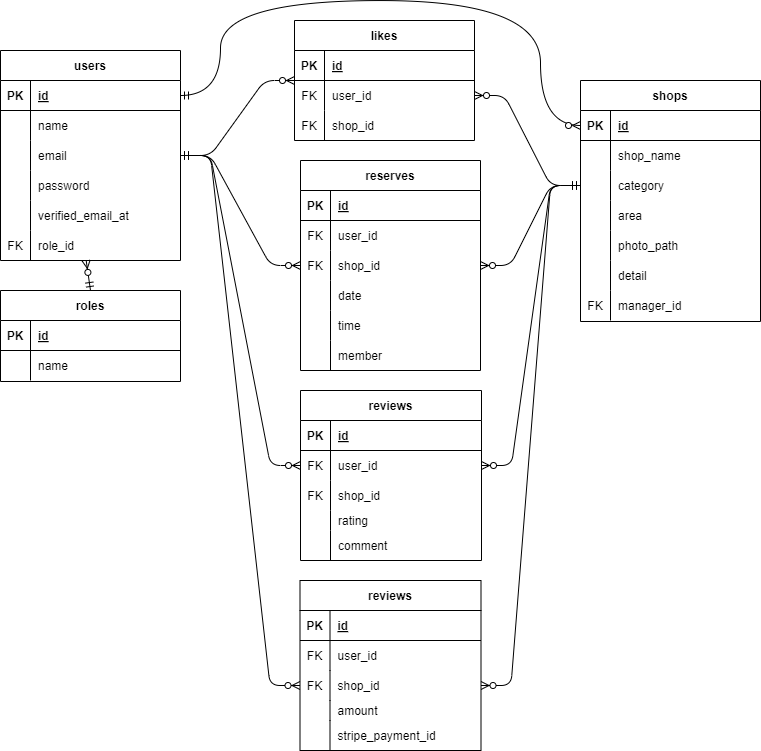 users
PK id
name
email
password
verified_email_at
FK role_id
roles
PK id
name
likes
PK id
FK user_id
FK shop_id
reserves
PK id
FK user_id
FK shop_id
date
time
member
reviews
PK id
FK user_id
FK shop_id
rating
comment
reviews
PK id
FK user_id
FK shop_id
amount
stripe_payment_id
shops
PK id
shop_name
category
area
photo_path
detail
FK manager_id